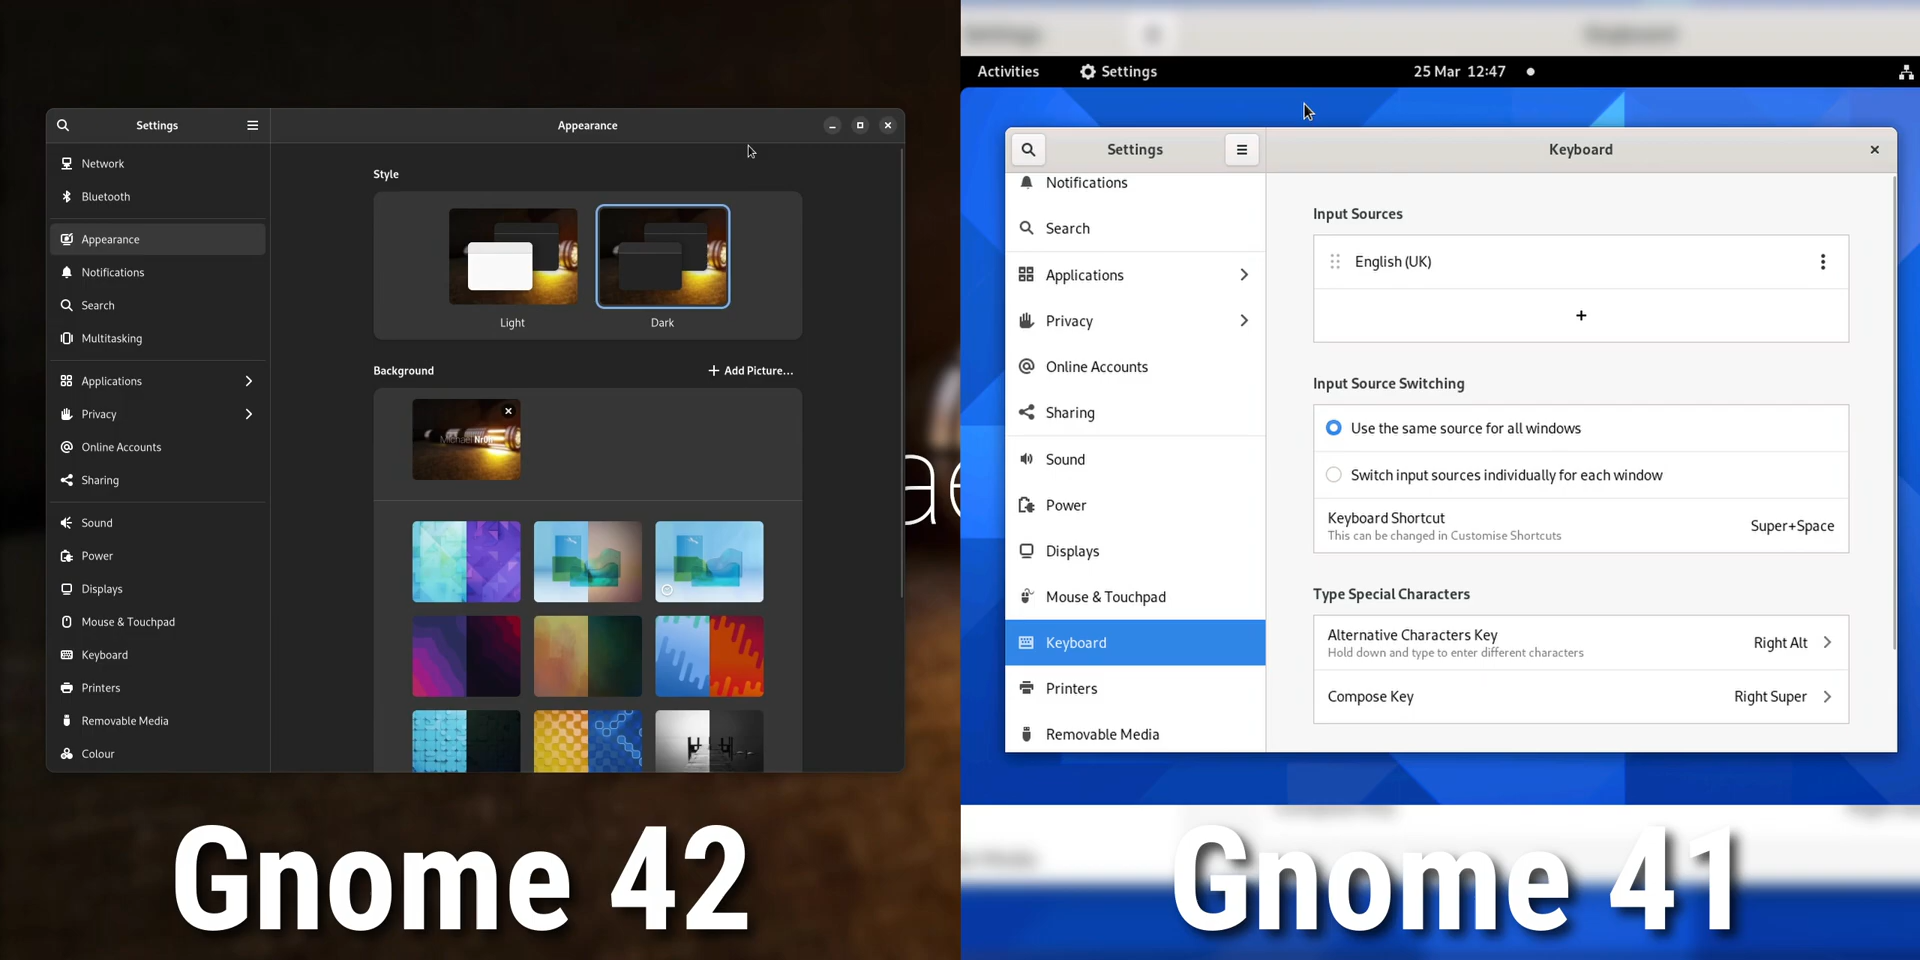 Settings
Appearance
Network
Bluetooth
Appearance
Notifications
Search
Multitasking
Applications
Privacy
Online Accounts
Sharing
Sound
Power
Displays
Mouse & Touchpad
Keyboard
Printers
Removable Media
Colour
Style
Light
Dark
Background
Add Picture...
Michael Nr0n
ae
Gnome 42
Settings
Keyboard
Activities
Settings
25 Mar 12:47
Settings
Keyboard
Notifications
Search
Applications
Privacy
Online Accounts
Sharing
Sound
Power
Displays
Mouse & Touchpad
Keyboard
Printers
Removable Media
Input Sources
English (UK)
Input Source Switching
Use the same source for all windows
Switch input sources individually for each window
Keyboard Shortcut
This can be changed in Customise Shortcuts
Super+Space
Type Special Characters
Alternative Characters Key
Hold down and type to enter different characters
Right Alt
Compose Key
Right Super
Gnome 41